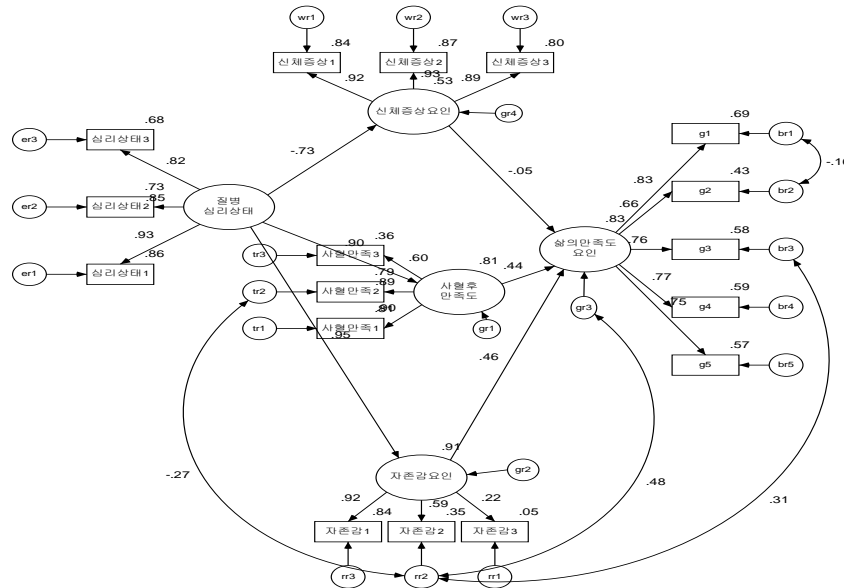 wr1
wr2
wr3
.84
.87
.80
신체증상1
신체증상2
신체증상3
.92
.93
.53
.89
신체증상요인
gr4
.68
er3
심리상태3
.82
-.73
-.05
.69
g1
br1
-.10
.83
.43
g2
br2
.66
.73
er2
심리상태2
.85
질병
심리상태
.93
.86
er1
심리상태1
.83
삶의만족도
요인
.76
.58
g3
br3
.36
.90
tr3
사혈만족3
.60
.81
.44
.79
tr2
사혈만족2
.89
사혈후
만족도
.77
.59
g4
br4
.75
gr3
tr1
사혈만족1
.90
gr1
.95
.57
g5
br5
.46
.91
자존감요인
gr2
-.27
.48
.31
.92
.84
.59
.35
.22
.05
자존감1
자존감2
자존감3
rr3
rr2
rr1